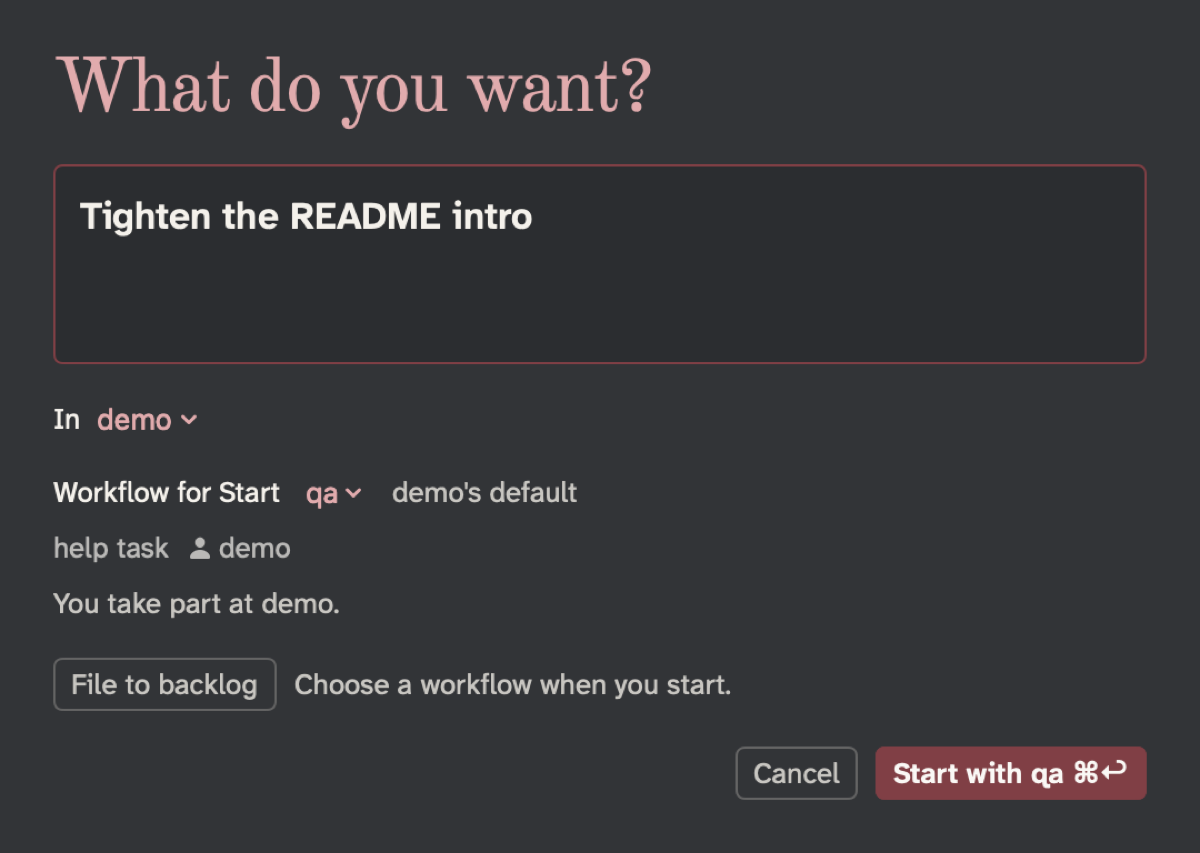 What do you want?
Tighten the README intro
In demo
Workflow for Start qa demo's default
help task demo
You take part at demo.
File to backlog Choose a workflow when you start.
Cancel Start with qa ⌘↩